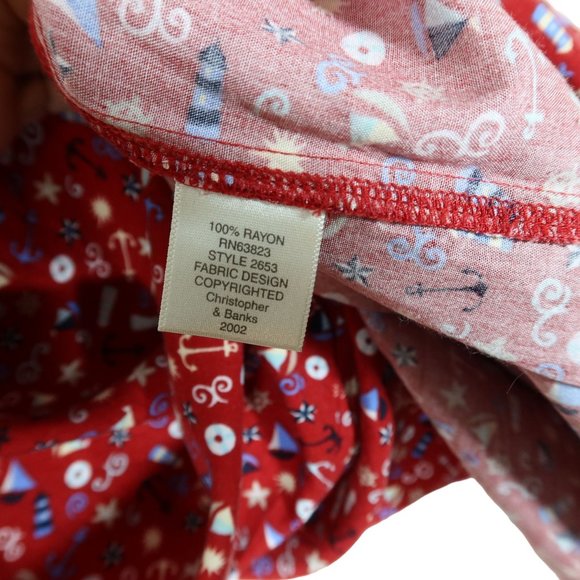 100% RAYON
RN63823
STYLE 2653
FABRIC DESIGN
COPYRIGHTED
Christopher
& Banks
2002